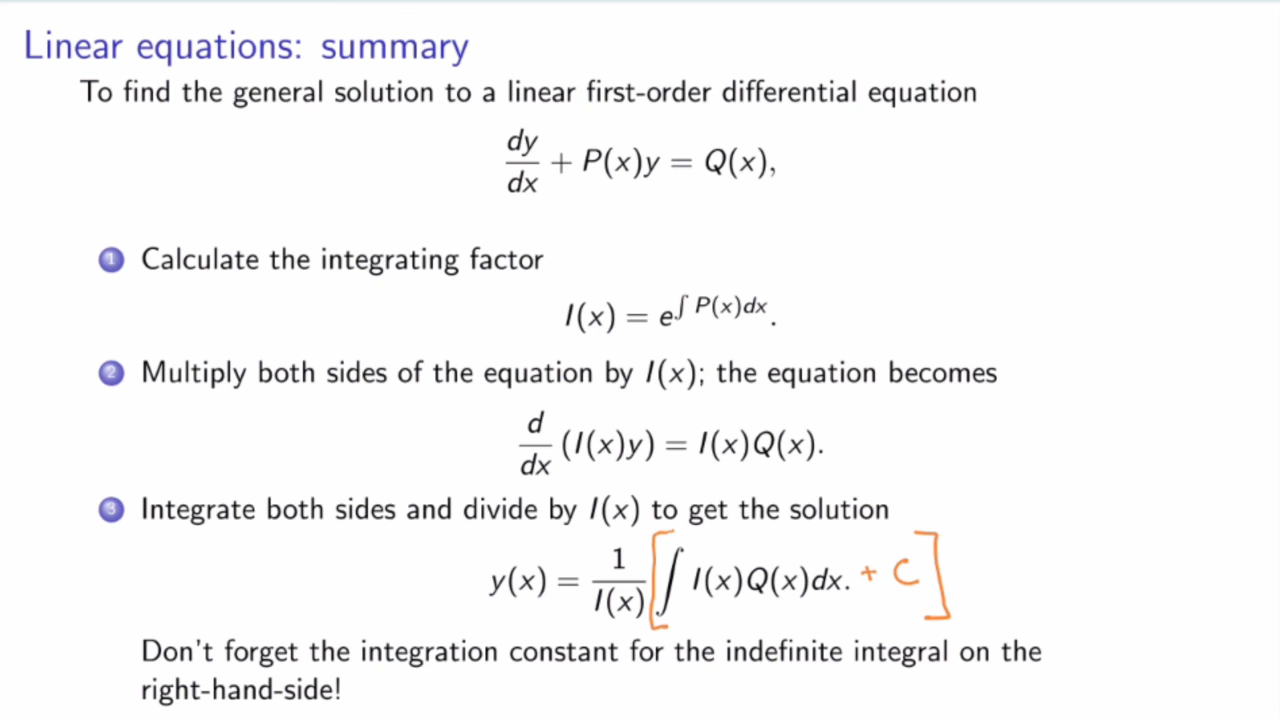 Linear equations: summary
To find the general solution to a linear first-order differential equation
dy/dx + P(x)y = Q(x),
1 Calculate the integrating factor
I(x) = e^∫ P(x)dx.
2 Multiply both sides of the equation by I(x); the equation becomes
d/dx (I(x)y) = I(x)Q(x).
3 Integrate both sides and divide by I(x) to get the solution
y(x) = 1/I(x) [∫ I(x)Q(x)dx. + C]
Don't forget the integration constant for the indefinite integral on the
right-hand-side!